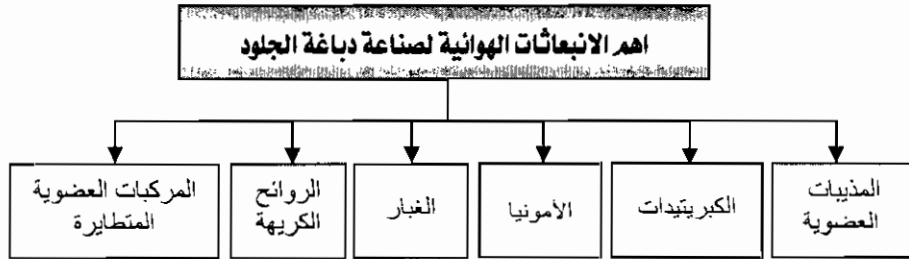 اهم الانبعاثات الهوائية لصناعة دباغة الجلود
المذيبات
العضوية
الكبريتيدات
الأمونيا
الغبار
الروائح
الكريهة
المركبات العضوية
المتطايرة